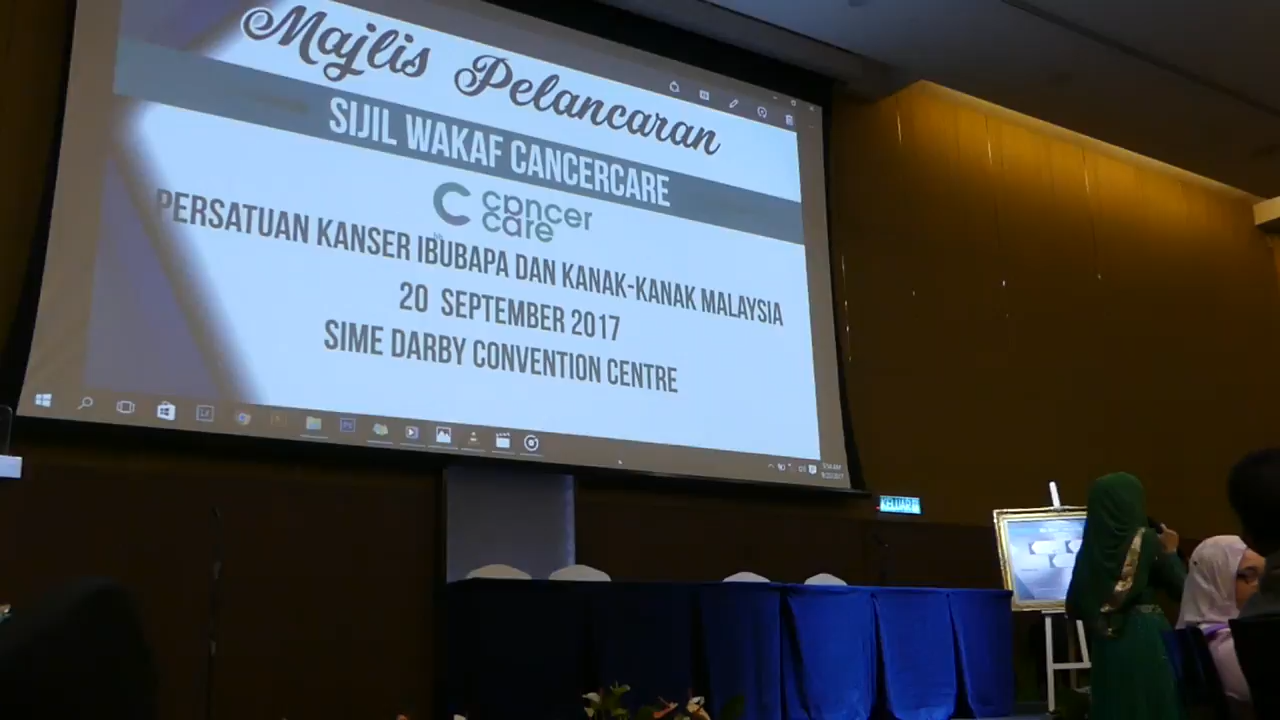 Majlis Pelancaran
SIJIL WAKAF CANCERCARE
C cancer
care
PERSATUAN KANSER IBUBAPA DAN KANAK-KANAK MALAYSIA
20 SEPTEMBER 2017
SIME DARBY CONVENTION CENTRE
KELUAR